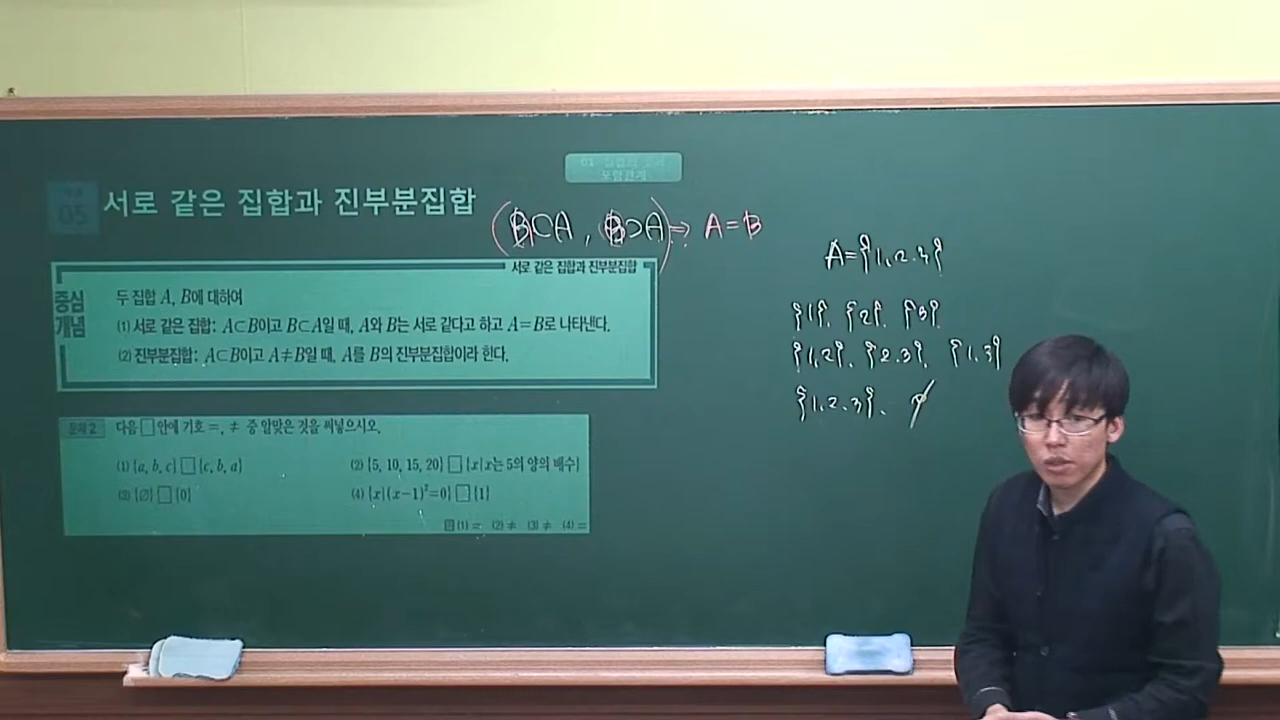 05 서로 같은 집합과 진부분집합
포함관계
(B⊂A, B⊃A) ⇒ A=B
서로 같은 집합과 진부분집합
중심
개념
두 집합 A, B에 대하여
(1) 서로 같은 집합: A⊂B이고 B⊂A일 때, A와 B는 서로 같다고 하고 A=B로 나타낸다.
(2) 진부분집합: A⊂B이고 A≠B일 때, A를 B의 진부분집합이라 한다.
문제 2 다음 □ 안에 기호 =, ≠ 중 알맞은 것을 써넣으시오.
(1) {a, b, c} □ {c, b, a} (2) {5, 10, 15, 20} □ {x|x는 5의 양의 배수}
(3) {∅} □ {0} (4) {x|(x-1)²=0} □ {1}
답 (1) = (2) ≠ (3) ≠ (4) =
A={1, 2, 3}
{1}, {2}, {3},
{1,2}, {2,3}, {1,3}
{1,2,3}, ∅